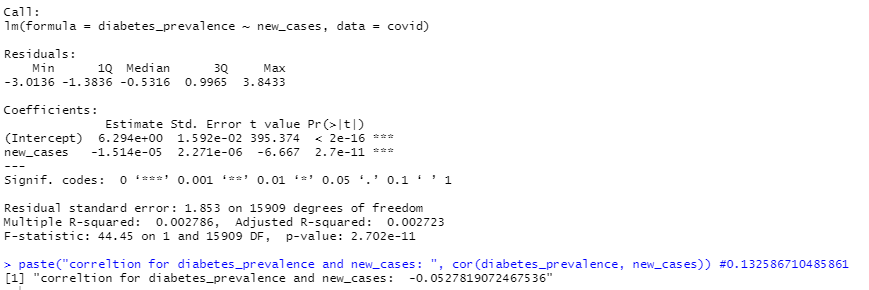 Call:
lm(formula = diabetes_prevalence ~ new_cases, data = covid)
Residuals:
    Min      1Q  Median      3Q     Max
-3.0136 -1.3836 -0.5316  0.9965  3.8433
Coefficients:
              Estimate Std. Error t value Pr(>|t|)
(Intercept)  6.294e+00  1.592e-02 395.374  < 2e-16 ***
new_cases   -1.514e-05  2.271e-06  -6.667  2.7e-11 ***
---
Signif. codes:  0 ‘***’ 0.001 ‘**’ 0.01 ‘*’ 0.05 ‘.’ 0.1 ‘ ’ 1
Residual standard error: 1.853 on 15909 degrees of freedom
Multiple R-squared:  0.002786,  Adjusted R-squared:  0.002723
F-statistic: 44.45 on 1 and 15909 DF,  p-value: 2.702e-11
> paste("correltion for diabetes_prevalence and new_cases: ", cor(diabetes_prevalence, new_cases)) #0.132586710485861
[1] "correltion for diabetes_prevalence and new_cases:  -0.0527819072467536"